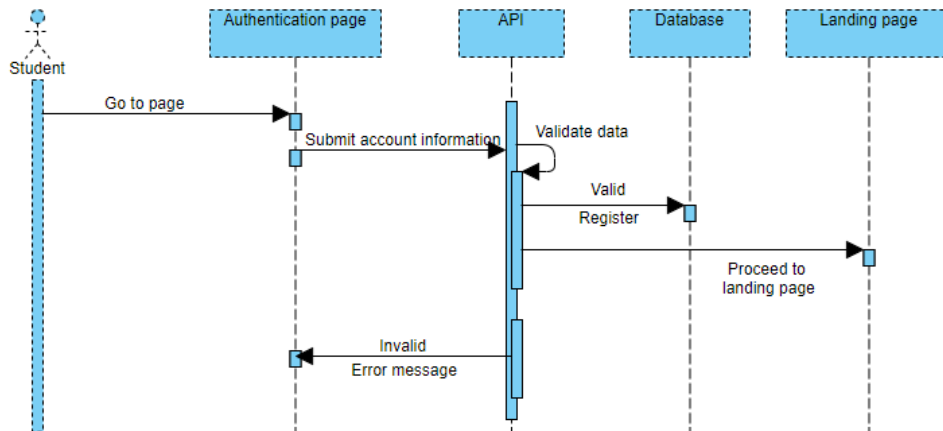 Authentication page
API
Database
Landing page
Student
Go to page
Submit account information
Validate data
Valid
Register
Proceed to
landing page
Invalid
Error message